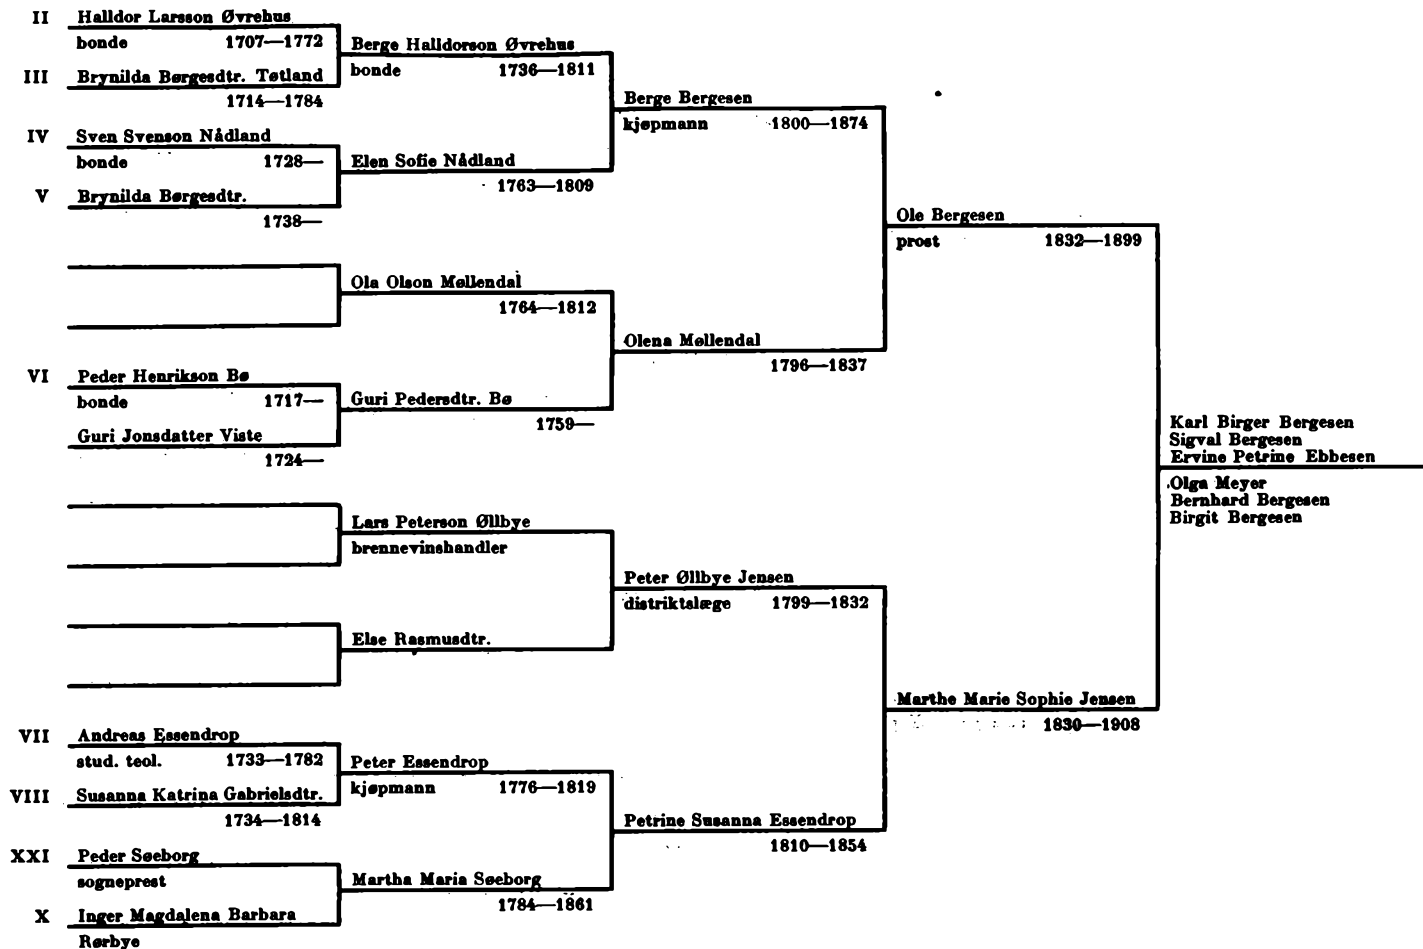 II Halldor Larsson Øvrehus
bonde 1707—1772
III Brynilda Børgesdtr. Tøtland
1714—1784
IV Sven Svenson Nådland
bonde 1728—
V Brynilda Børgesdtr.
1738—
VI Peder Henrikson Bø
bonde 1717—
Guri Jonsdatter Viste
1724—
VII Andreas Essendrop
stud. teol. 1733—1782
VIII Susanna Katrina Gabrielsdtr.
1734—1814
XXI Peder Søeborg
sogneprest
X Inger Magdalena Barbara
Rørbye
Berge Halldorson Øvrehus
bonde 1736—1811
Elen Sofie Nådland
1763—1809
Ola Olson Møllendal
1764—1812
Guri Pedersdtr. Bø
1759—
Lars Peterson Øllbye
brennevinshandler
Else Rasmusdtr.
Peter Essendrop
kjøpmann 1776—1819
Martha Maria Søeborg
1784—1861
Berge Bergesen
kjøpmann 1800—1874
Olena Møllendal
1796—1837
Peter Øllbye Jensen
distriktslæge 1799—1832
Petrine Susanna Essendrop
1810—1854
Ole Bergesen
prost 1832—1899
Marthe Marie Sophie Jensen
1830—1908
Karl Birger Bergesen
Sigval Bergesen
Ervine Petrine Ebbesen
Olga Meyer
Bernhard Bergesen
Birgit Bergesen